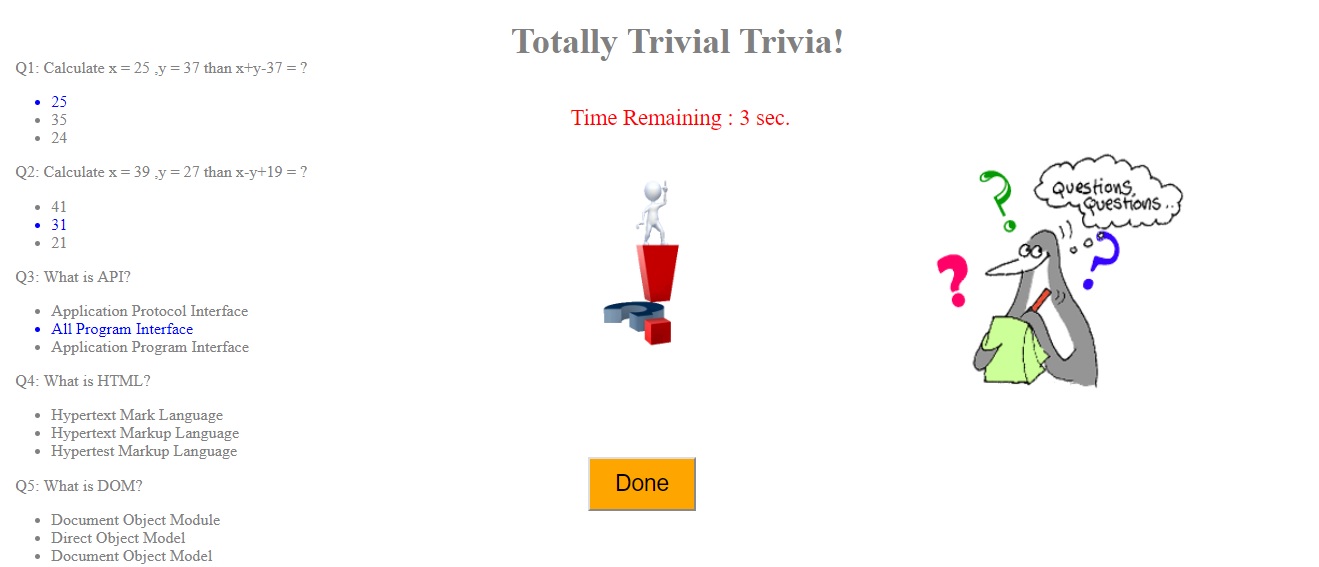 Totally Trivial Trivia!
Q1: Calculate x = 25 ,y = 37 than x+y-37 = ?
25
35
24
Q2: Calculate x = 39 ,y = 27 than x-y+19 = ?
41
31
21
Q3: What is API?
Application Protocol Interface
All Program Interface
Application Program Interface
Q4: What is HTML?
Hypertext Mark Language
Hypertext Markup Language
Hypertest Markup Language
Q5: What is DOM?
Document Object Module
Direct Object Model
Document Object Model
Time Remaining : 3 sec.
Done
Questions,
Questions...